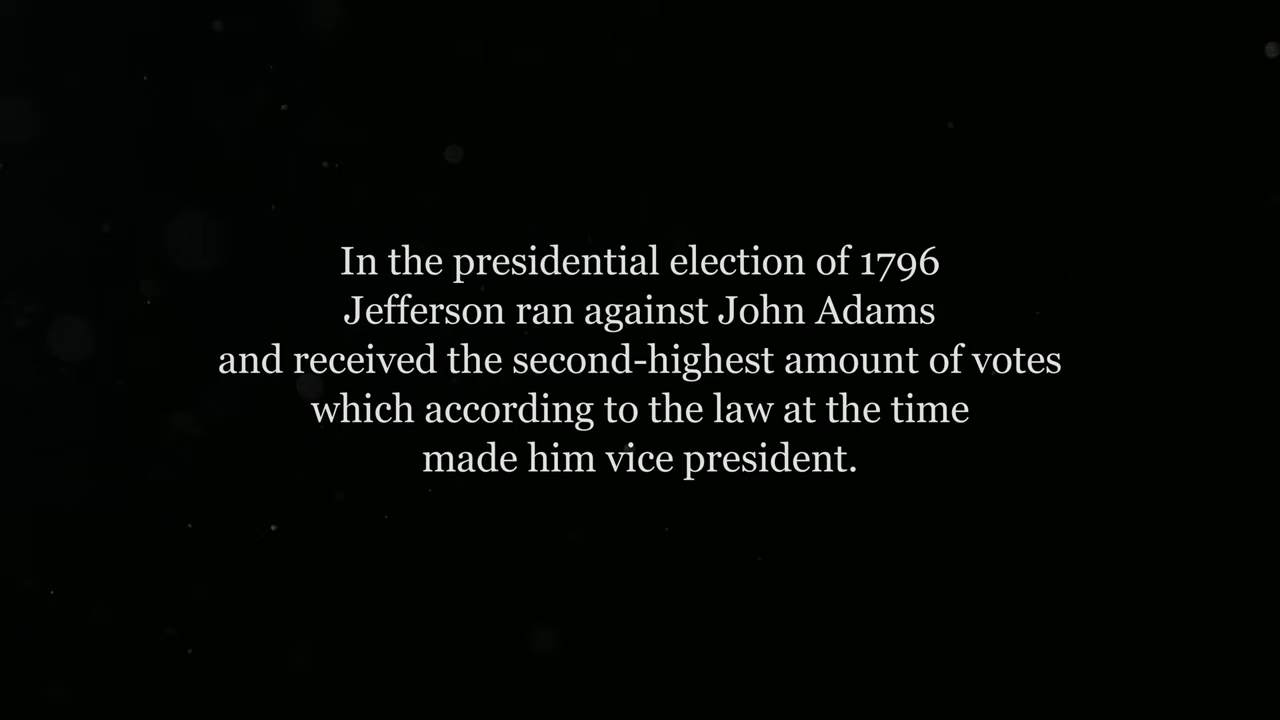 In the presidential election of 1796
Jefferson ran against John Adams
and received the second-highest amount of votes
which according to the law at the time
made him vice president.